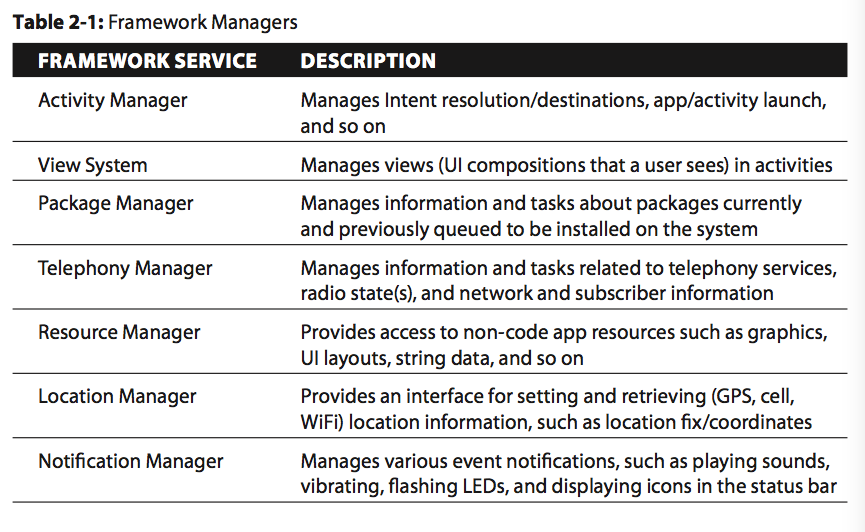 Table 2-1: Framework Managers
FRAMEWORK SERVICE DESCRIPTION
Activity Manager Manages Intent resolution/destinations, app/activity launch,
and so on
View System Manages views (UI compositions that a user sees) in activities
Package Manager Manages information and tasks about packages currently
and previously queued to be installed on the system
Telephony Manager Manages information and tasks related to telephony services,
radio state(s), and network and subscriber information
Resource Manager Provides access to non-code app resources such as graphics,
UI layouts, string data, and so on
Location Manager Provides an interface for setting and retrieving (GPS, cell,
WiFi) location information, such as location fix/coordinates
Notification Manager Manages various event notifications, such as playing sounds,
vibrating, flashing LEDs, and displaying icons in the status bar